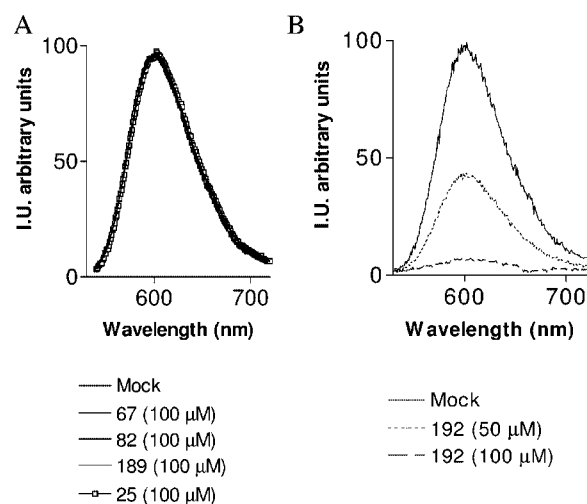 A
I.U. arbitrary units
100
50
0
600
700
Wavelength (nm)
Mock
67 (100 µM)
82 (100 µM)
189 (100 µM)
25 (100 µM)
B
I.U. arbitrary units
100
50
0
600
700
Wavelength (nm)
Mock
192 (50 µM)
192 (100 µM)